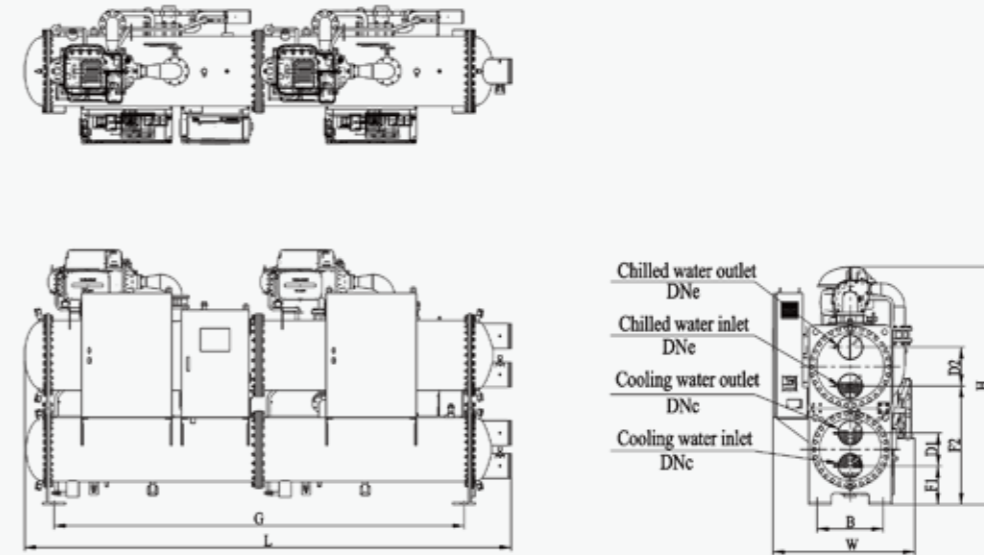 Chilled water outlet
DNe
Chilled water inlet
DNe
Cooling water outlet
DNc
Cooling water inlet
DNc
D2
H
D1
F2
F1
G
B
L
W